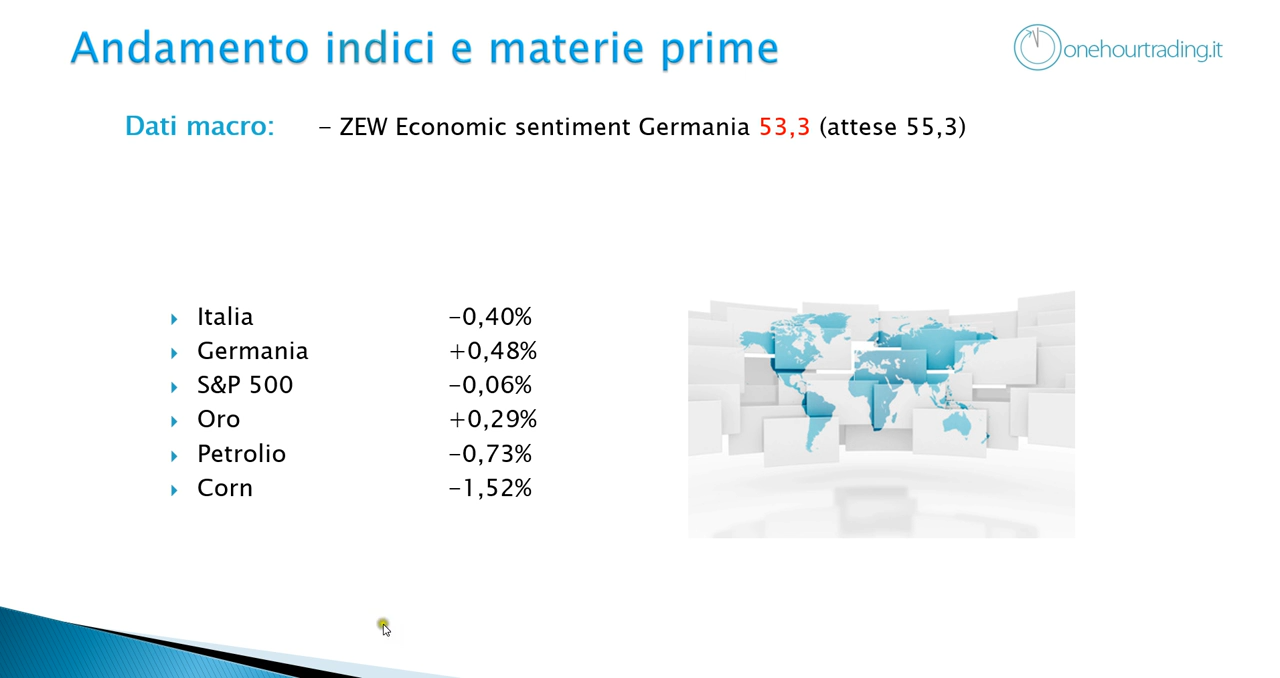 Andamento indici e materie prime
onehourtrading.it
Dati macro: - ZEW Economic sentiment Germania 53,3 (attese 55,3)
Italia -0,40%
Germania +0,48%
S&P 500 -0,06%
Oro +0,29%
Petrolio -0,73%
Corn -1,52%